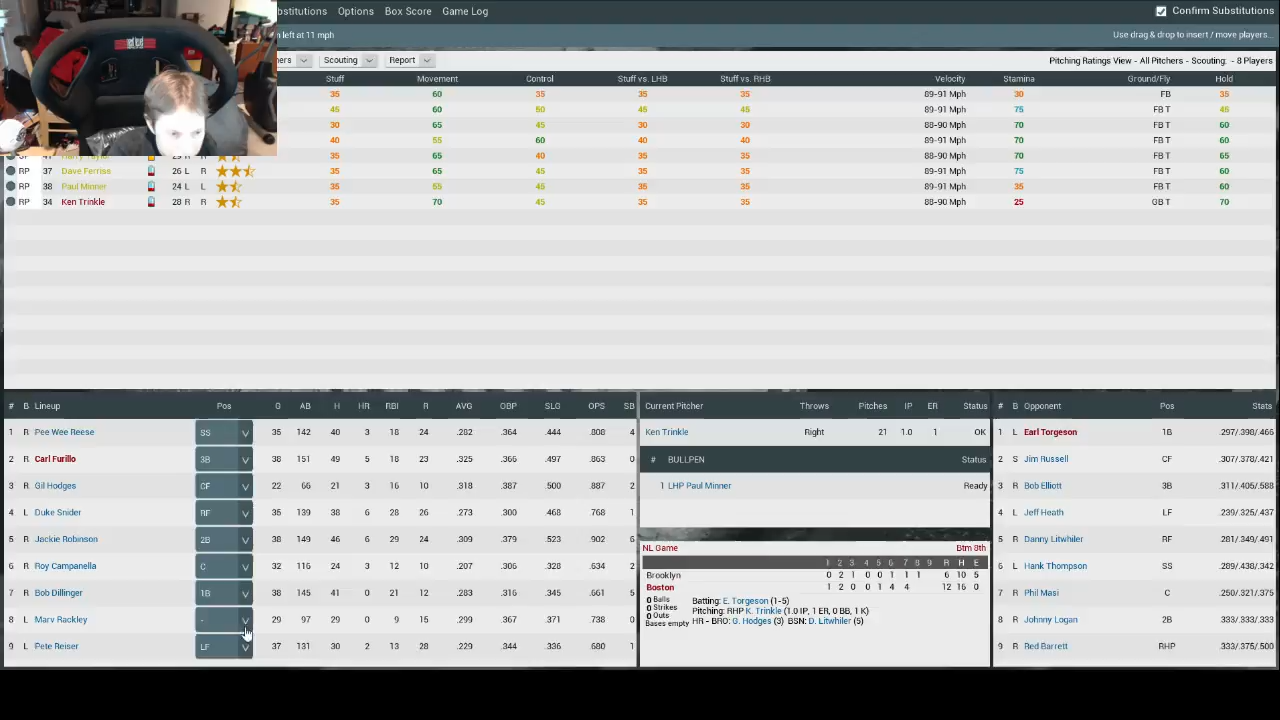 bstitutions Options Box Score Game Log Confirm Substitutions
n left at 11 mph Use drag & drop to insert / move players...
hers Scouting Report Pitching Ratings View - All Pitchers - Scouting: - 8 Players
Stuff Movement Control Stuff vs. LHB Stuff vs. RHB Velocity Stamina Ground/Fly Hold
35 60 35 35 35 89-91 Mph 30 FB 35
45 60 50 45 45 89-91 Mph 75 FB T 45
30 65 45 30 30 88-90 Mph 70 FB T 60
40 55 60 40 40 89-91 Mph 70 FB T 60
SP 41 Harry Taylor 29 R R 35 65 40 35 35 88-90 Mph 70 FB T 65
RP 37 Dave Ferriss 26 L R 35 65 45 35 35 89-91 Mph 75 FB T 60
RP 38 Paul Minner 24 L L 35 55 45 35 35 89-91 Mph 35 FB T 60
RP 34 Ken Trinkle 28 R R 35 70 45 35 35 88-90 Mph 25 GB T 70
# B Lineup Pos G AB H HR RBI R AVG OBP SLG OPS SB
1 R Pee Wee Reese SS 35 142 40 3 18 24 .282 .364 .444 .808 4
2 R Carl Furillo 3B 38 151 49 5 18 23 .325 .366 .497 .863 0
3 R Gil Hodges CF 22 66 21 3 16 10 .318 .387 .500 .887 2
4 L Duke Snider RF 35 139 38 6 28 26 .273 .300 .468 .768 1
5 R Jackie Robinson 2B 38 149 46 6 29 24 .309 .379 .523 .902 6
6 R Roy Campanella C 32 116 24 3 12 10 .207 .306 .328 .634 2
7 R Bob Dillinger 1B 38 145 41 0 21 12 .283 .316 .345 .661 5
8 L Marv Rackley - 29 97 29 0 9 15 .299 .367 .371 .738 0
9 L Pete Reiser LF 37 131 30 2 13 28 .229 .344 .336 .680 1
Current Pitcher Throws Pitches IP ER Status
Ken Trinkle Right 21 1.0 1 OK
# BULLPEN Status
1 LHP Paul Minner Ready
NL Game Btm 8th
1 2 3 4 5 6 7 8 9 R H E
Brooklyn 0 2 1 0 0 1 1 1 6 10 5
Boston 1 2 0 0 1 4 4 12 16 0
0 Balls Batting: E. Torgeson (1-5)
0 Strikes Pitching: RHP K. Trinkle (1.0 IP, 1 ER, 0 BB, 1 K)
0 Outs HR - BRO: G. Hodges (3) BSN: D. Litwhiler (5)
Bases empty
# B Opponent Pos Stats
1 L Earl Torgeson 1B .297/.398/.466
2 S Jim Russell CF .307/.378/.421
3 R Bob Elliott 3B .311/.405/.588
4 L Jeff Heath LF .239/.325/.437
5 R Danny Litwhiler RF .281/.349/.491
6 L Hank Thompson SS .289/.438/.342
7 R Phil Masi C .250/.321/.375
8 R Johnny Logan 2B .333/.333/.333
9 R Red Barrett RHP .333/.375/.500